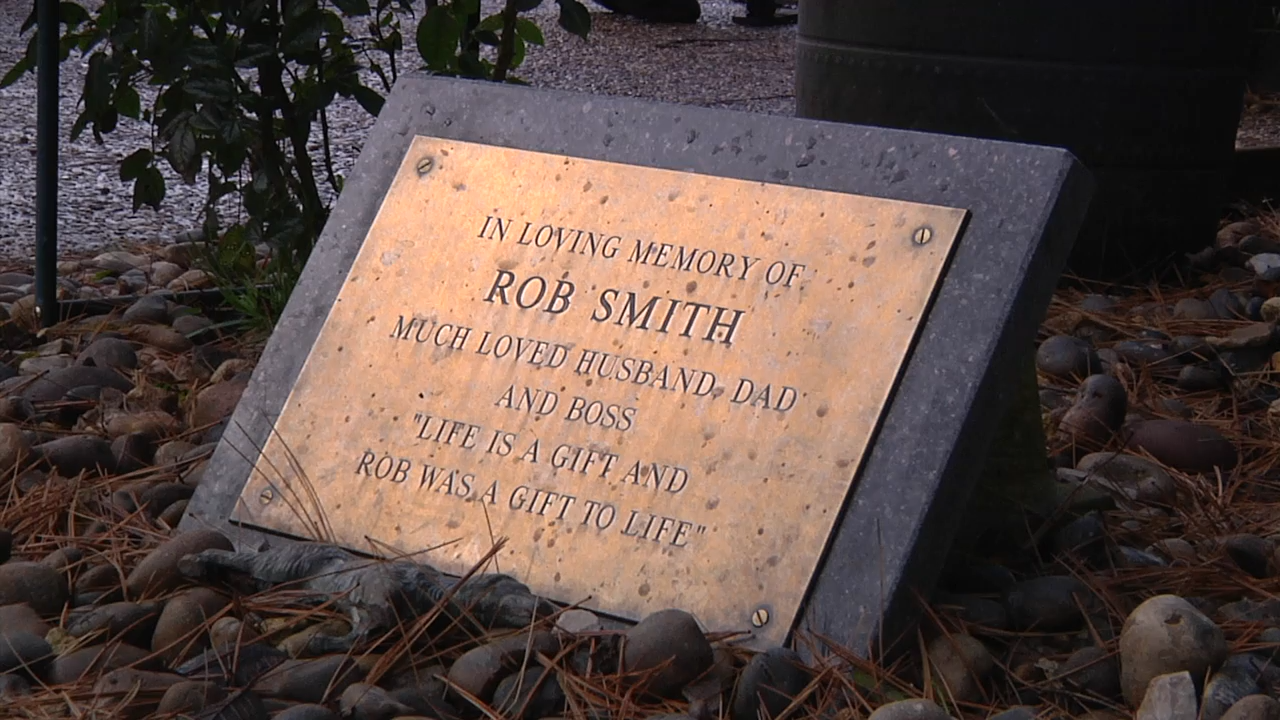 IN LOVING MEMORY OF
ROB SMITH
MUCH LOVED HUSBAND, DAD
AND BOSS
"LIFE IS A GIFT AND
ROB WAS A GIFT TO LIFE"